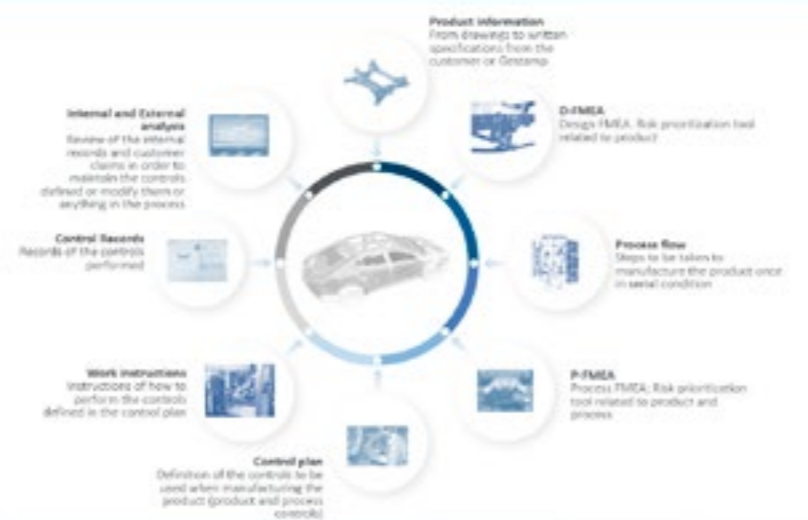 Product information
From drawings to written
specifications from the
customer or Gestamp
D-FMEA
Design FMEA. Risk prioritization tool
related to product
Process flow
Steps to be taken to
manufacture the product once
in serial condition
P-FMEA
Process FMEA; Risk prioritization
tool related to product and
process
Control plan
Definition of the controls to be
used when manufacturing the
product (product and process
controls)
Work instructions
Instructions of how to
perform the controls
defined in the control plan
Control Records
Records of the controls
performed
Internal and External
analysis
Review of the internal
records and customer
claims in order to
maintain the controls
defined or modify them or
anything in the process